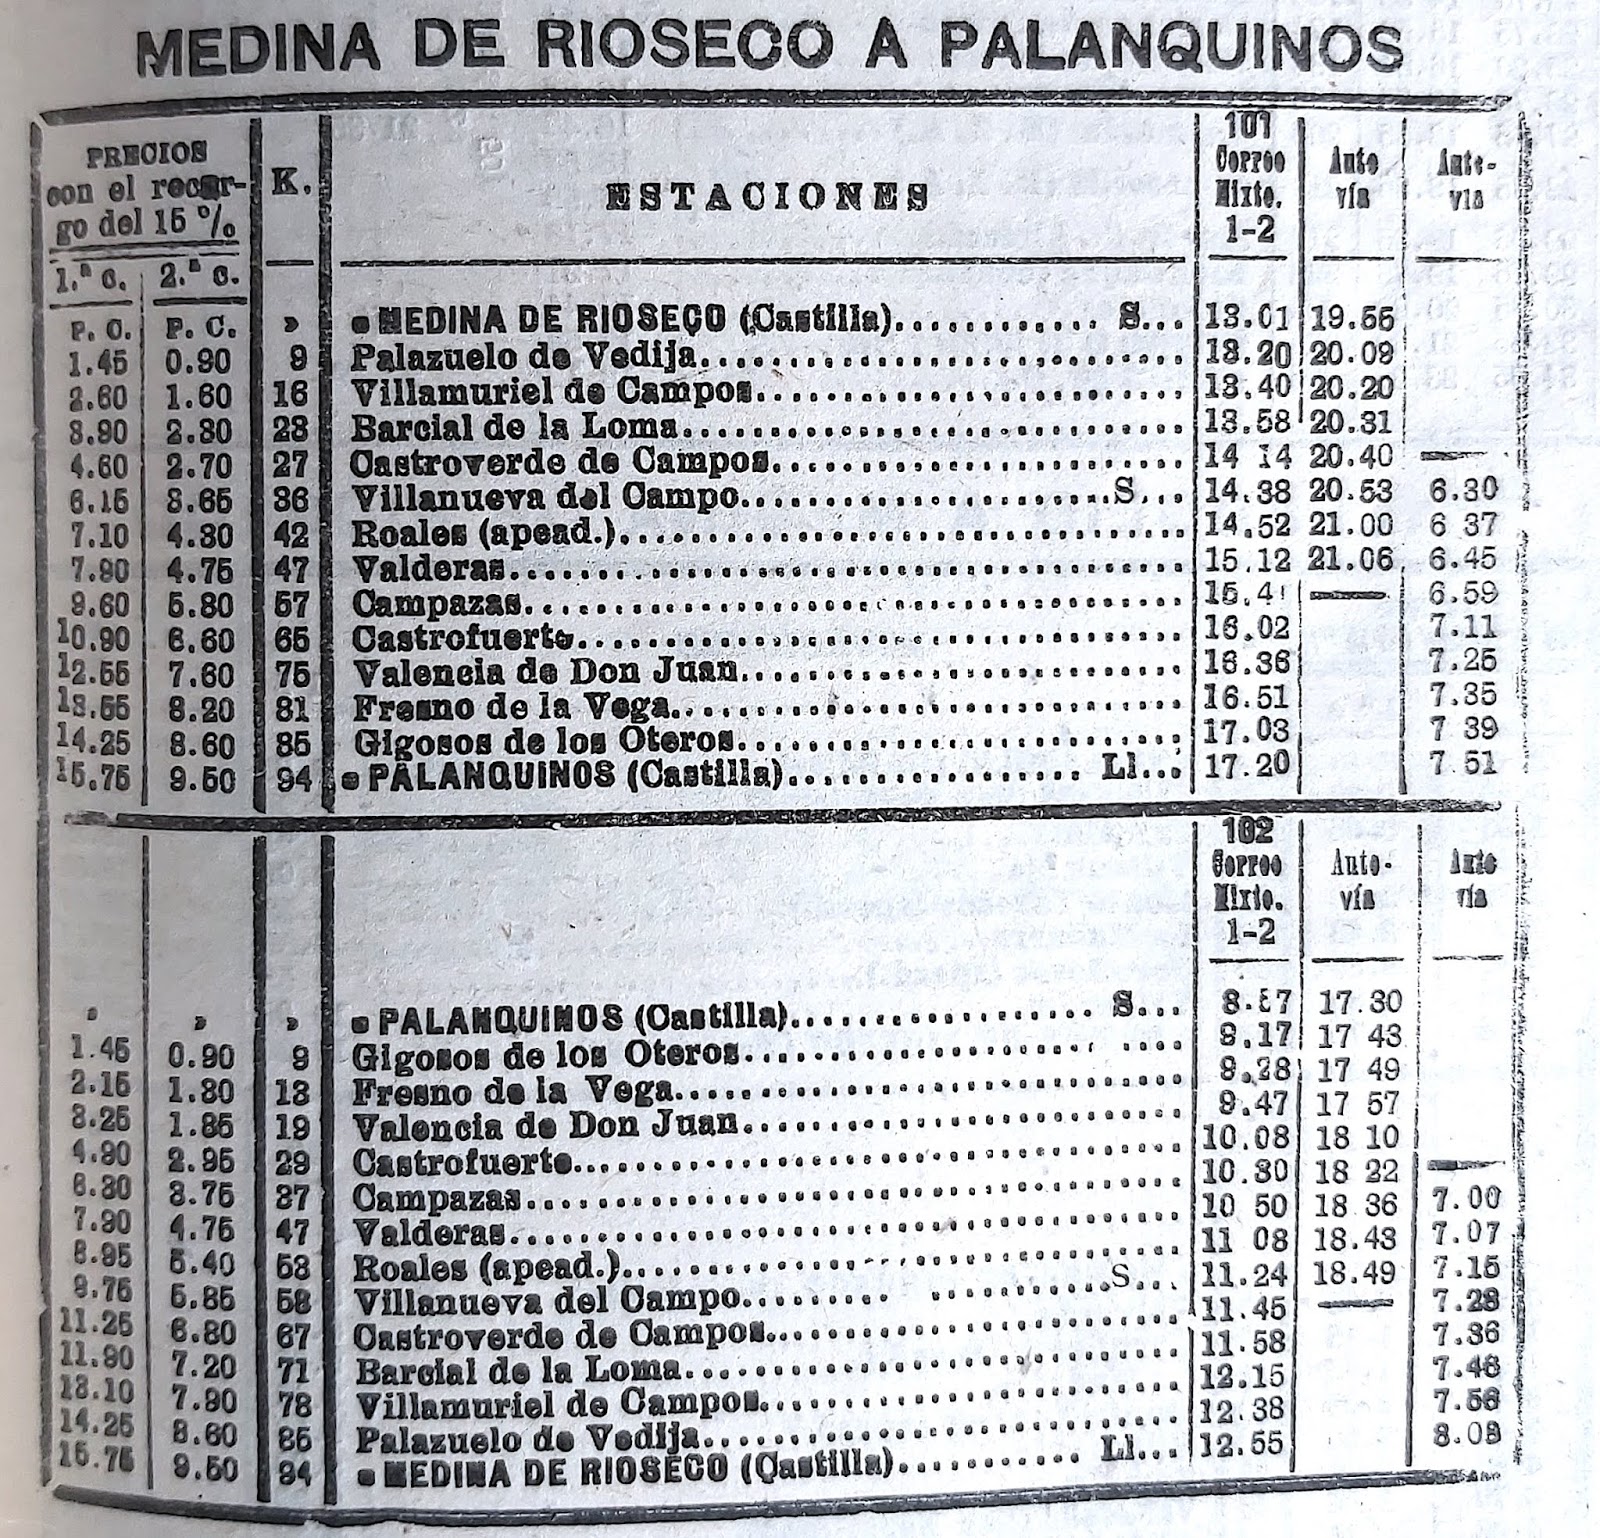 MEDINA DE RIOSECO A PALANQUINOS
PRECIOS con el recar-go del 15 % K. ESTACIONES 101 Correo Mixto. 1-2 Auto vía Auto-vía
1.ª c. 2.ª c.
P. C. P. C. » • MEDINA DE RIOSECO (Castilla)............ S... 13.01 19.55
1.45 0.90 9 Palazuelo de Vedija............ 13.20 20.09
2.60 1.60 16 Villamuriel de Campos............ 13.40 20.20
3.90 2.30 23 Barcial de la Loma............ 13.58 20.31
4.60 2.70 27 Castroverde de Campos............ 14 14 20.40 —
6.15 3.65 36 Villanueva del Campo............ S... 14.38 20.53 6.30
7.10 4.30 42 Roales (apead.)............ 14.52 21.00 6 37
7.90 4.75 47 Valderas............ 15.12 21.06 6.45
9.60 5.80 57 Campazas............ 15.41 — 6.59
10.90 6.60 65 Castrofuerte............ 16.02 7.11
12.55 7.60 75 Valencia de Don Juan............ 16.36 7.25
13.55 8.20 81 Fresno de la Vega............ 16.51 7.35
14.25 8.60 85 Gigosos de los Oteros............ 17.03 7 39
15.75 9.50 94 • PALANQUINOS (Castilla)............ Ll... 17.20 7.51
102 Correo Mixto. 1-2 Auto-vía Auto vía
» » » • PALANQUINOS (Castilla)............ S... 8.57 17.30
1.45 0.90 9 Gigosos de los Oteros............ 9.17 17 43
2.15 1.30 13 Fresno de la Vega............ 9.28 17 49
3.25 1.85 19 Valencia de Don Juan............ 9.47 17 57
4.90 2.95 29 Castrofuerte............ 10.08 18 10
6.30 3.75 37 Campazas............ 10.30 18 22 —
7.90 4.75 47 Valderas............ 10 50 18 36 7.00
8.95 5.40 53 Roales (apead.)............ 11 08 18.43 7.07
9.75 5.85 58 Villanueva del Campo............ S... 11.24 18.49 7.15
11.25 6.80 67 Castroverde de Campos............ 11.45 — 7.28
11.90 7.20 71 Barcial de la Loma............ 11.58 7.36
13.10 7.90 78 Villamuriel de Campos............ 12.15 7.46
14.25 8.60 85 Palazuelo de Vedija............ 12.38 7.56
15.75 9.50 94 • MEDINA DE RIOSECO (Castilla)............ Ll... 12.55 8.09